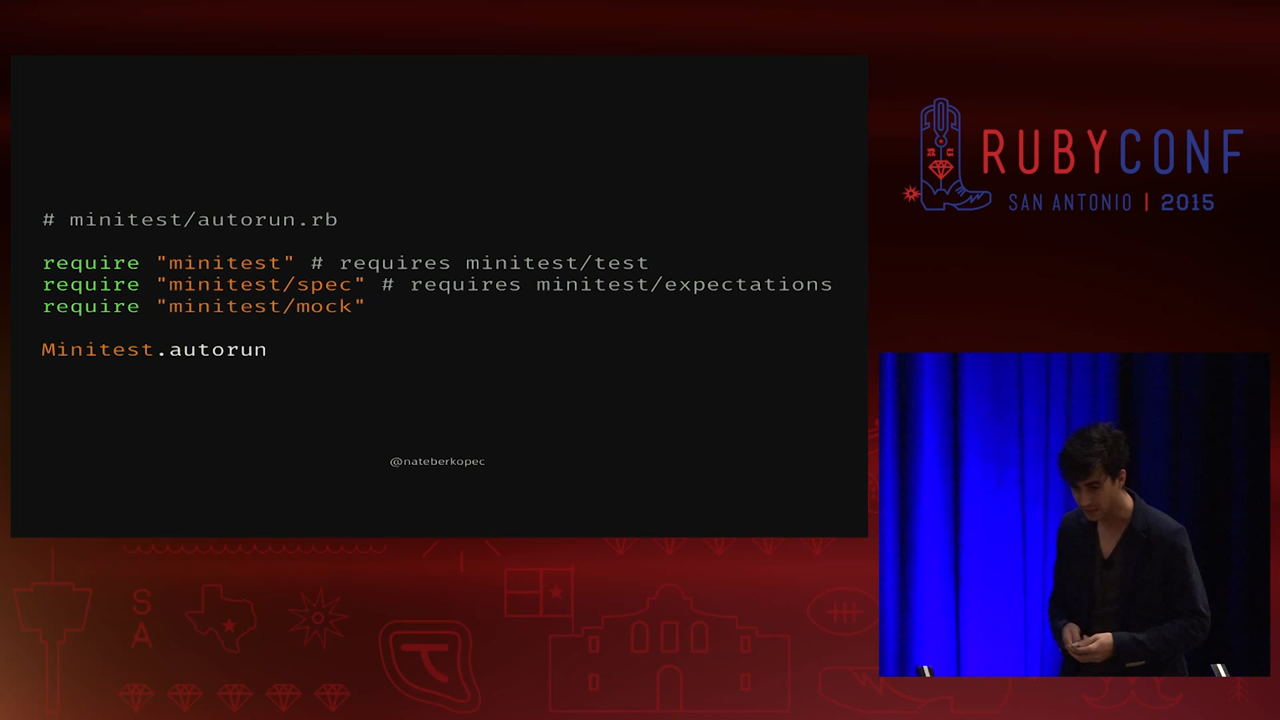 # minitest/autorun.rb
require "minitest" # requires minitest/test
require "minitest/spec" # requires minitest/expectations
require "minitest/mock"
Minitest.autorun
@nateberkopec
RUBYCONF
SAN ANTONIO | 2015
S
A